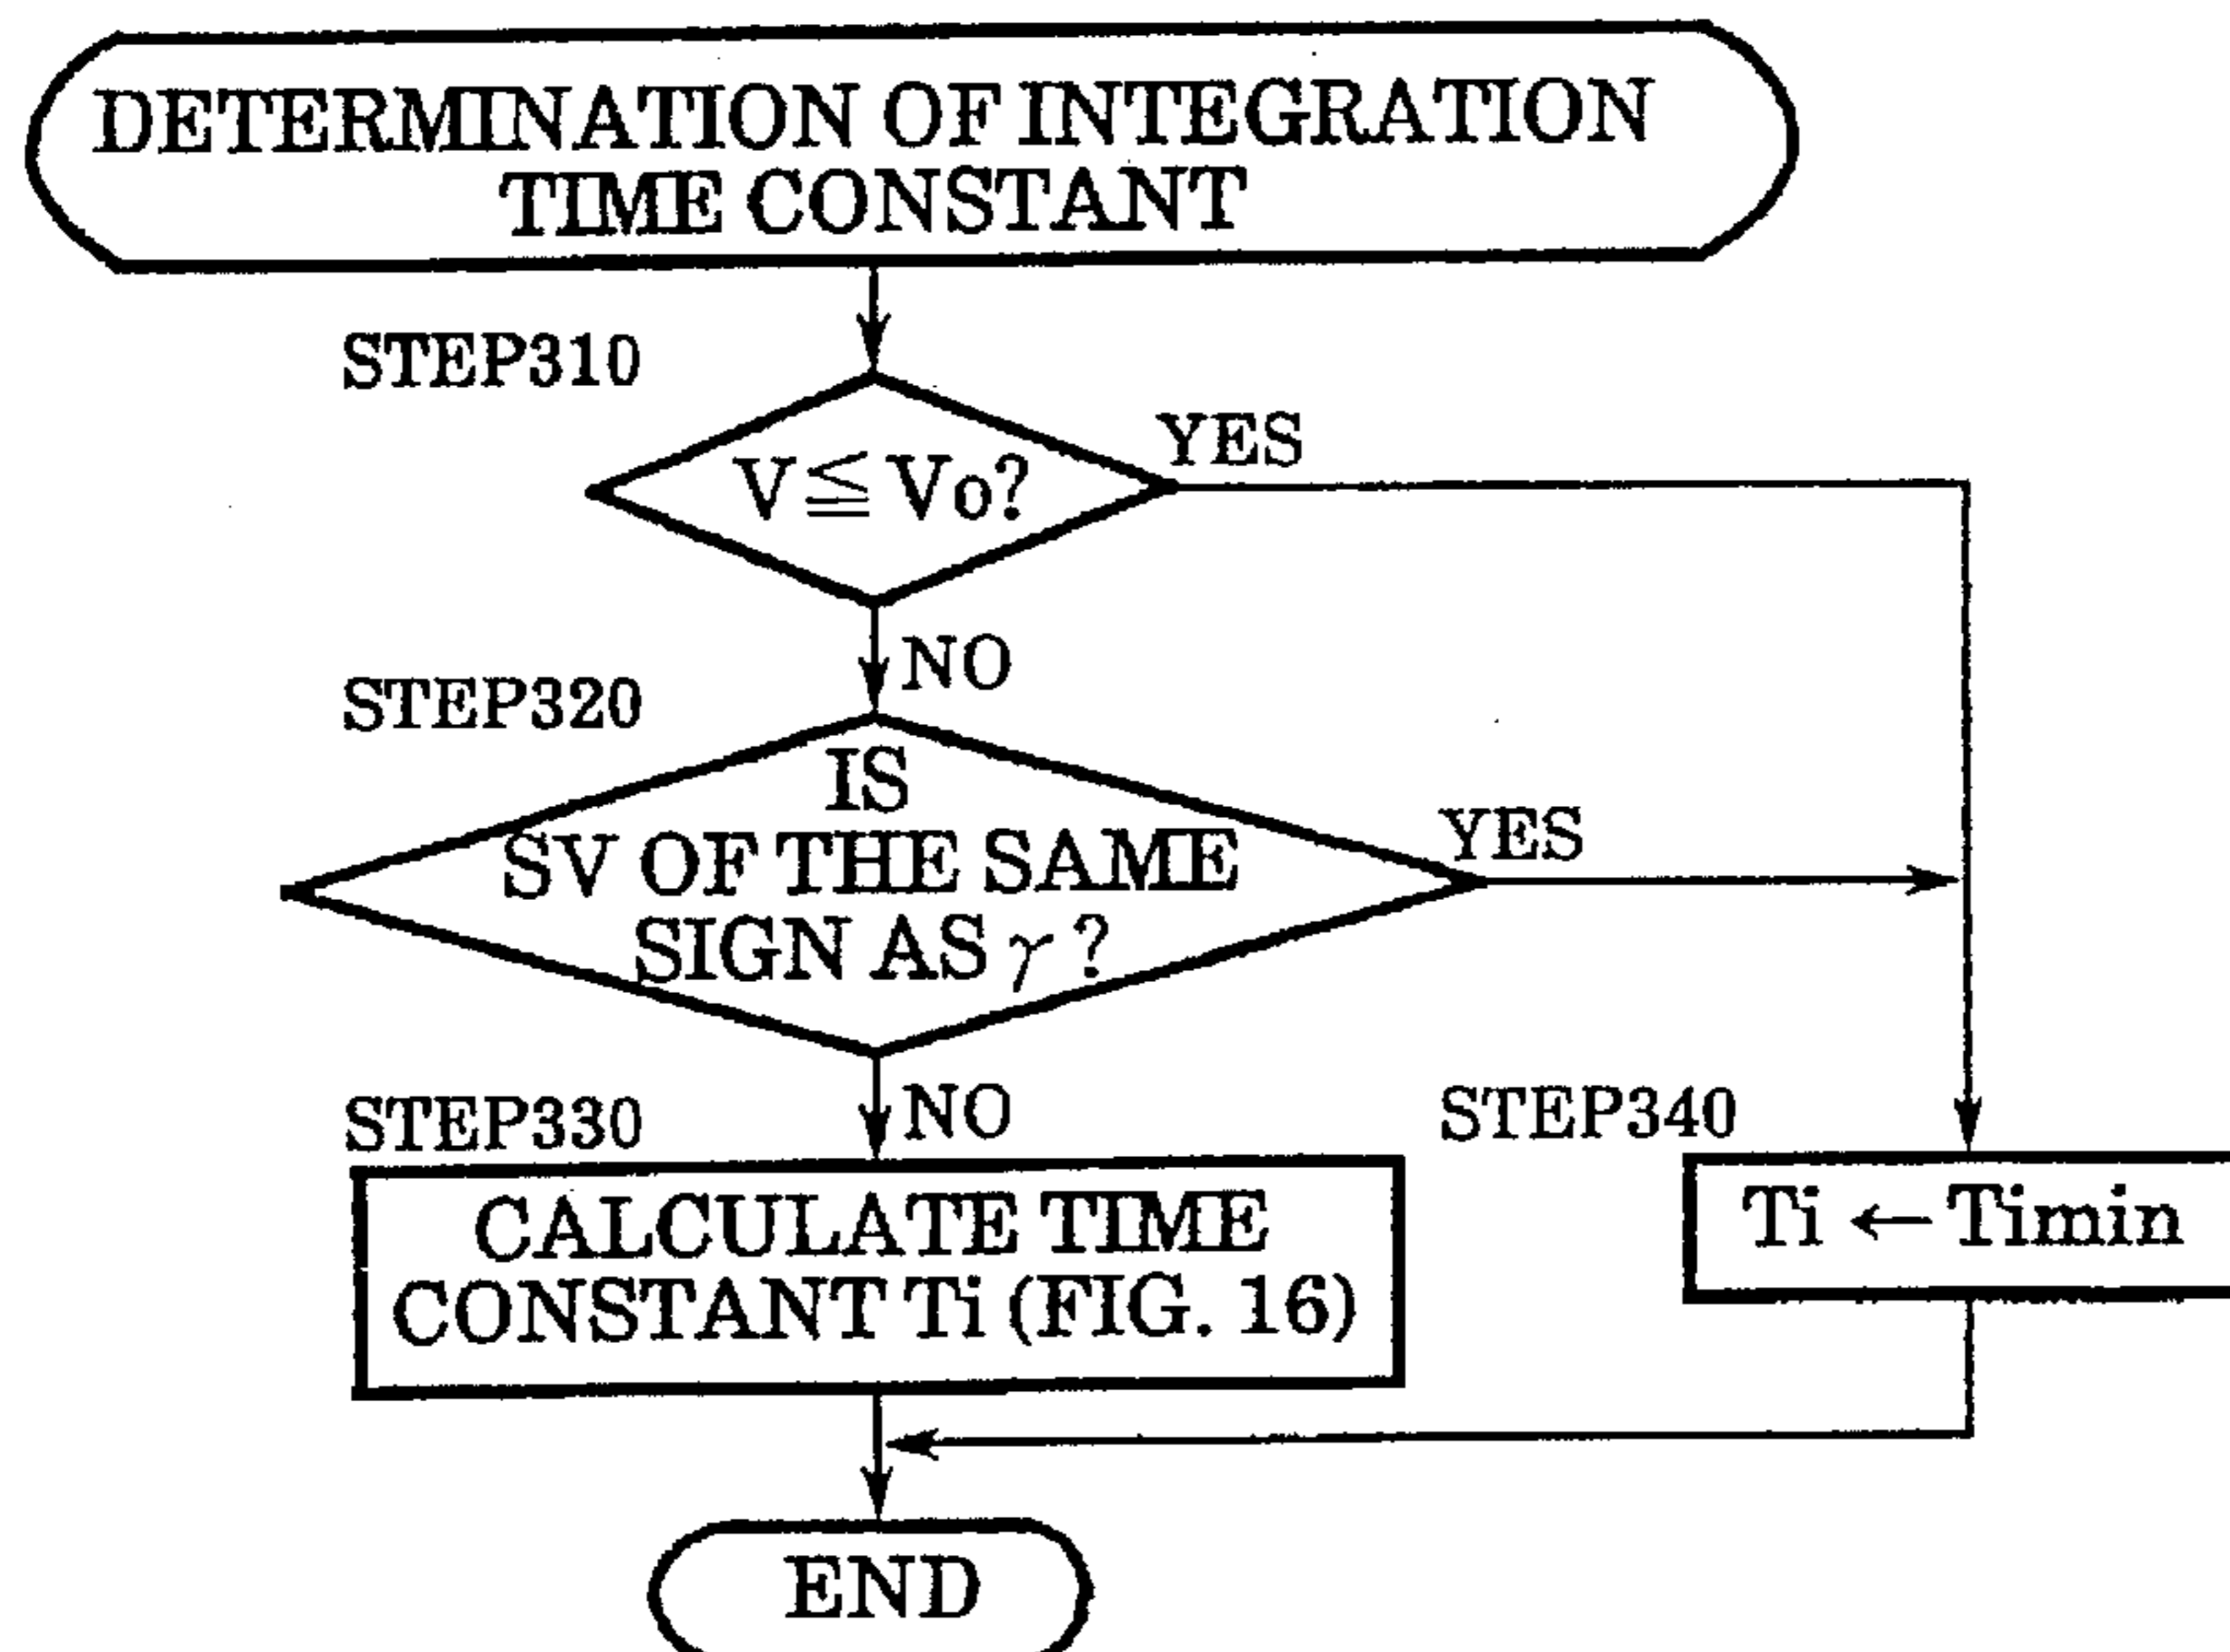 DETERMINATION OF INTEGRATION
TIME CONSTANT
STEP310
V≦Vo?
YES
NO
STEP320
IS
SV OF THE SAME
SIGN AS γ?
YES
NO
STEP330
CALCULATE TIME
CONSTANT Ti (FIG. 16)
STEP340
Ti ← Timin
END